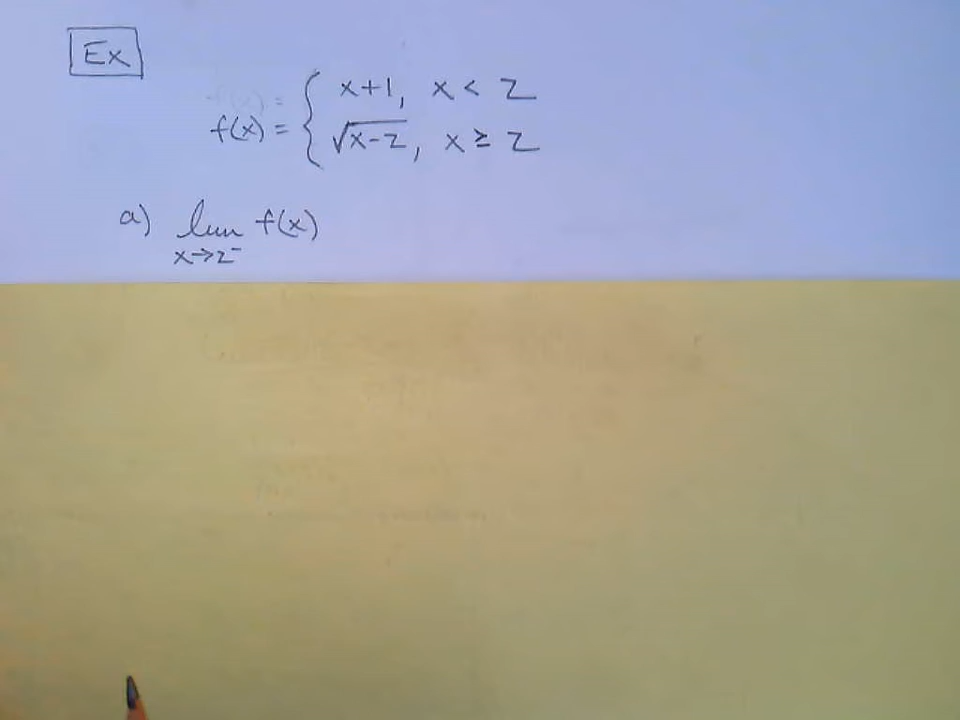 Ex
f(x) = { x+1, x < 2
√x-2, x ≥ 2
a) lim f(x)
x→2⁻